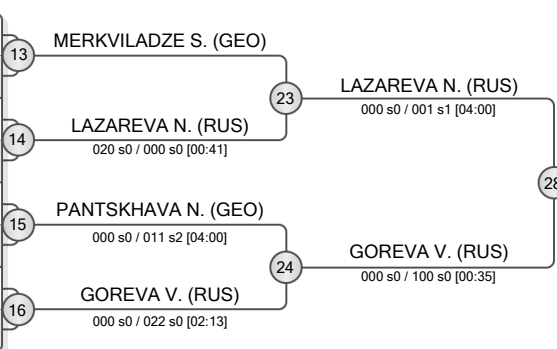 13
MERKVILADZE S. (GEO)
23
LAZAREVA N. (RUS)
000 s0 / 001 s1 [04:00]
14
LAZAREVA N. (RUS)
020 s0 / 000 s0 [00:41]
28
15
PANTSKHAVA N. (GEO)
000 s0 / 011 s2 [04:00]
24
GOREVA V. (RUS)
000 s0 / 100 s0 [00:35]
16
GOREVA V. (RUS)
000 s0 / 022 s0 [02:13]